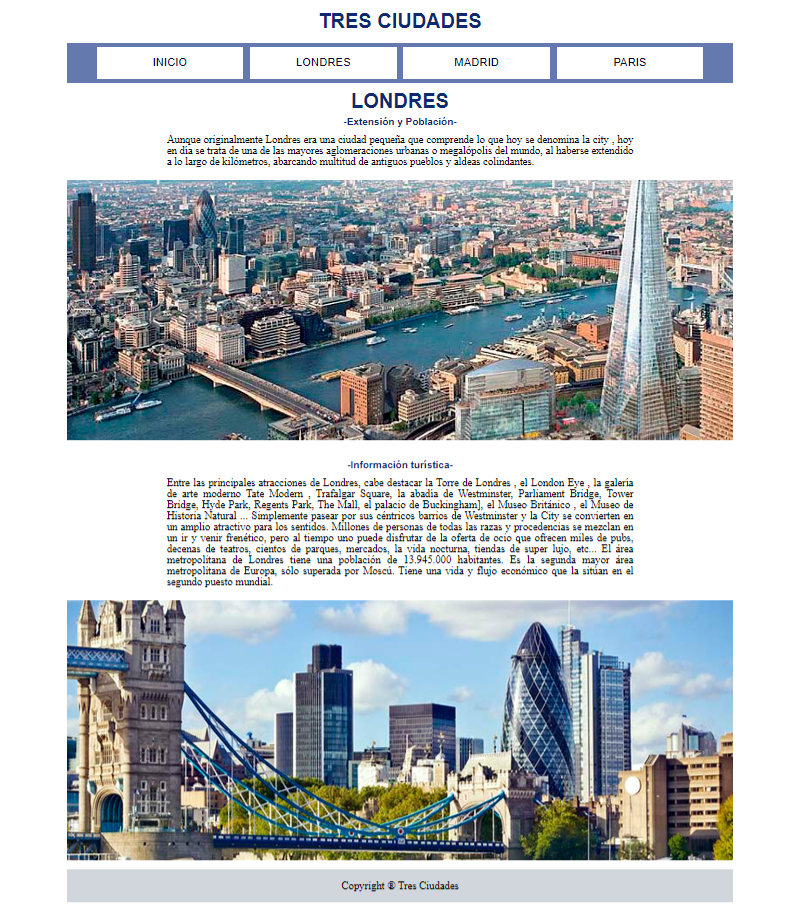 TRES CIUDADES
INICIO
LONDRES
MADRID
PARIS
LONDRES
-Extensión y Población-
Aunque originalmente Londres era una ciudad pequeña que comprende lo que hoy se denomina la city , hoy
en día se trata de una de las mayores aglomeraciones urbanas o megalópolis del mundo, al haberse extendido
a lo largo de kilómetros, abarcando multitud de antiguos pueblos y aldeas colindantes.
-Información turística-
Entre las principales atracciones de Londres, cabe destacar la Torre de Londres , el London Eye , la galería
de arte moderno Tate Modern , Trafalgar Square, la abadía de Westminster, Parliament Bridge, Tower
Bridge, Hyde Park, Regents Park, The Mall, el palacio de Buckingham], el Museo Británico , el Museo de
Historia Natural ... Simplemente pasear por sus céntricos barrios de Westminster y la City se convierten en
un amplio atractivo para los sentidos. Millones de personas de todas las razas y procedencias se mezclan en
un ir y venir frenético, pero al tiempo uno puede disfrutar de la oferta de ocio que ofrecen miles de pubs,
decenas de teatros, cientos de parques, mercados, la vida nocturna, tiendas de super lujo, etc... El área
metropolitana de Londres tiene una población de 13.945.000 habitantes. Es la segunda mayor área
metropolitana de Europa, sólo superada por Moscú. Tiene una vida y flujo económico que la sitúan en el
segundo puesto mundial.
Copyright ® Tres Ciudades